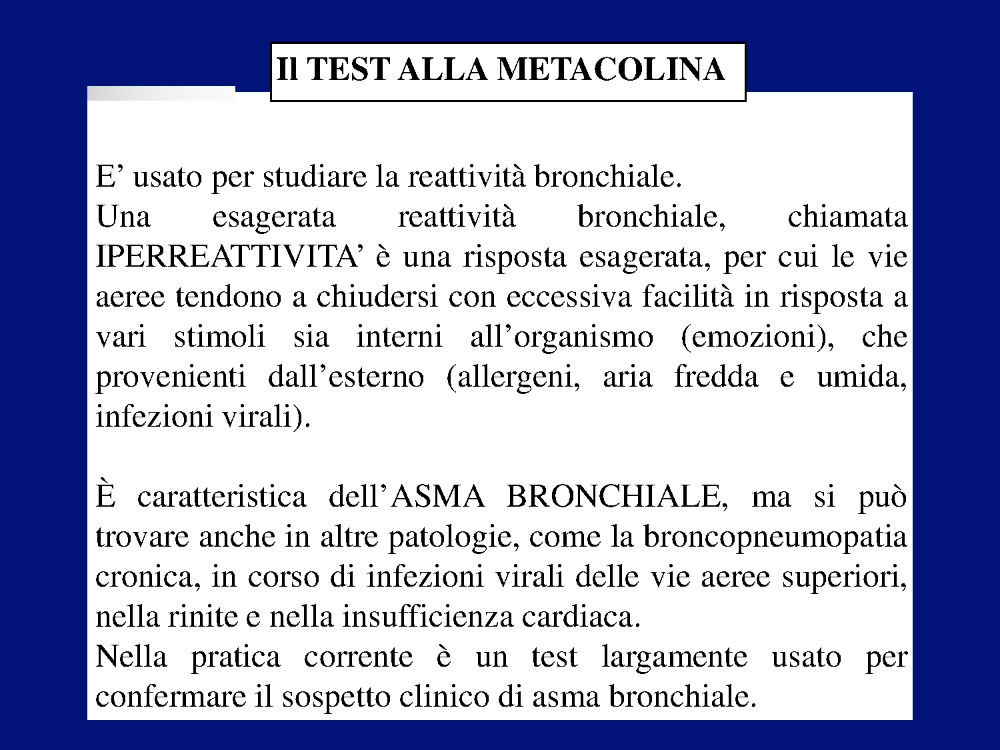 Il TEST ALLA METACOLINA
E’ usato per studiare la reattività bronchiale.
Una esagerata reattività bronchiale, chiamata
IPERREATTIVITA’ è una risposta esagerata, per cui le vie
aeree tendono a chiudersi con eccessiva facilità in risposta a
vari stimoli sia interni all’organismo (emozioni), che
provenienti dall’esterno (allergeni, aria fredda e umida,
infezioni virali).
È caratteristica dell’ASMA BRONCHIALE, ma si può
trovare anche in altre patologie, come la broncopneumopatia
cronica, in corso di infezioni virali delle vie aeree superiori,
nella rinite e nella insufficienza cardiaca.
Nella pratica corrente è un test largamente usato per
confermare il sospetto clinico di asma bronchiale.